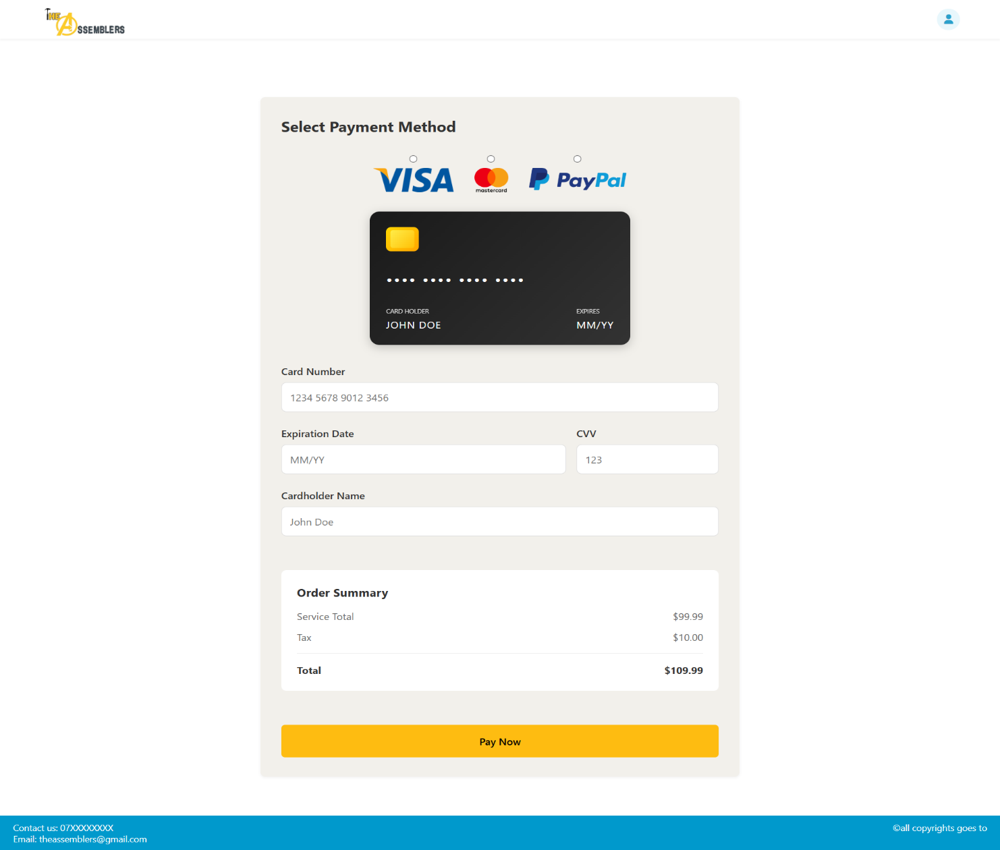 THE
ASSEMBLERS
Select Payment Method
VISA
mastercard
PayPal
•••• •••• •••• ••••
CARD HOLDER EXPIRES
JOHN DOE MM/YY
Card Number
1234 5678 9012 3456
Expiration Date CVV
MM/YY 123
Cardholder Name
John Doe
Order Summary
Service Total $99.99
Tax $10.00
Total $109.99
Pay Now
Contact us: 07XXXXXXXX ©all copyrights goes to
Email: theassemblers@gmail.com